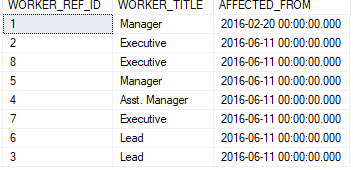 WORKER_REF_ID WORKER_TITLE AFFECTED_FROM
1 Manager 2016-02-20 00:00:00.000
2 Executive 2016-06-11 00:00:00.000
8 Executive 2016-06-11 00:00:00.000
5 Manager 2016-06-11 00:00:00.000
4 Asst. Manager 2016-06-11 00:00:00.000
7 Executive 2016-06-11 00:00:00.000
6 Lead 2016-06-11 00:00:00.000
3 Lead 2016-06-11 00:00:00.000